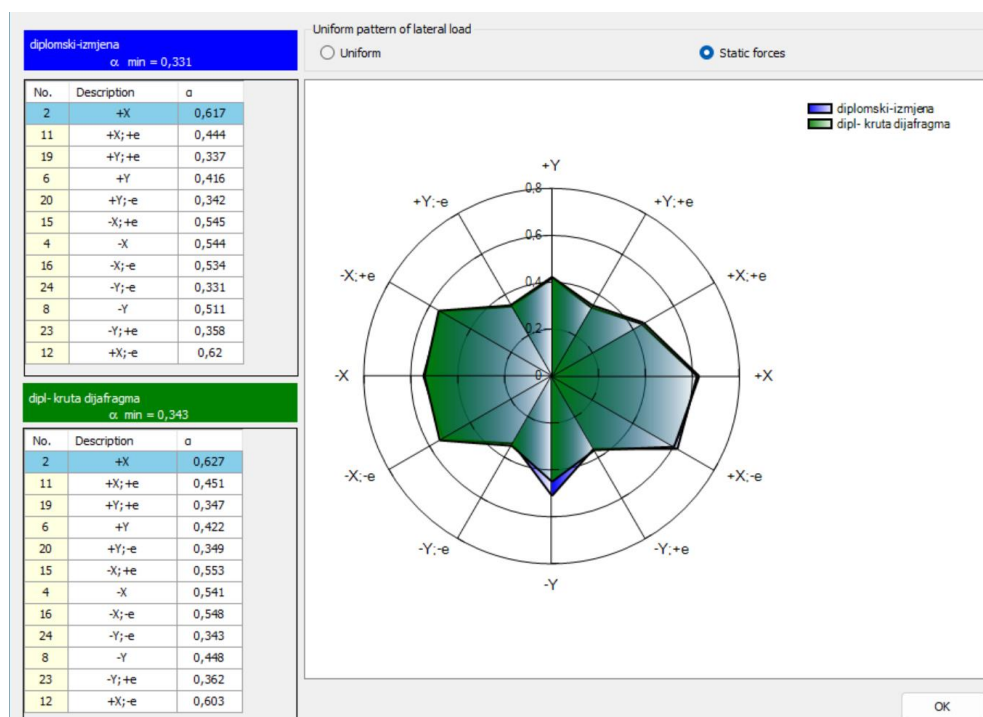 Uniform pattern of lateral load
Uniform
Static forces
diplomski-izmjena
α min = 0,331
No. Description α
2 +X 0,617
11 +X;+e 0,444
19 +Y;+e 0,337
6 +Y 0,416
20 +Y;-e 0,342
15 -X;+e 0,545
4 -X 0,544
16 -X;-e 0,534
24 -Y;-e 0,331
8 -Y 0,511
23 -Y;+e 0,358
12 +X;-e 0,62
dipl- kruta dijafragma
α min = 0,343
No. Description α
2 +X 0,627
11 +X;+e 0,451
19 +Y;+e 0,347
6 +Y 0,422
20 +Y;-e 0,349
15 -X;+e 0,553
4 -X 0,541
16 -X;-e 0,548
24 -Y;-e 0,343
8 -Y 0,448
23 -Y;+e 0,362
12 +X;-e 0,603
diplomski-izmjena
dipl- kruta dijafragma
+Y
+Y;-e
+Y;+e
-X;+e
+X;+e
-X
+X
-X;-e
+X;-e
-Y;-e
-Y;+e
-Y
0,8
0,6
0,4
0,2
0
OK